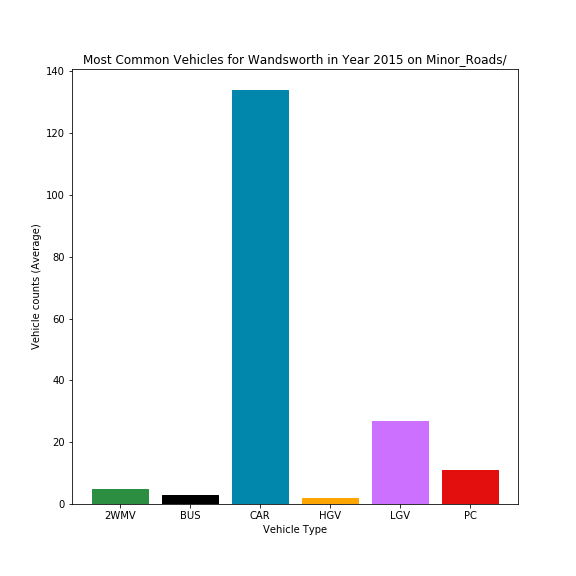 Most Common Vehicles for Wandsworth in Year 2015 on Minor_Roads/
140
120
100
80
60
40
20
0
Vehicle counts (Average)
2WMV BUS CAR HGV LGV PC
Vehicle Type